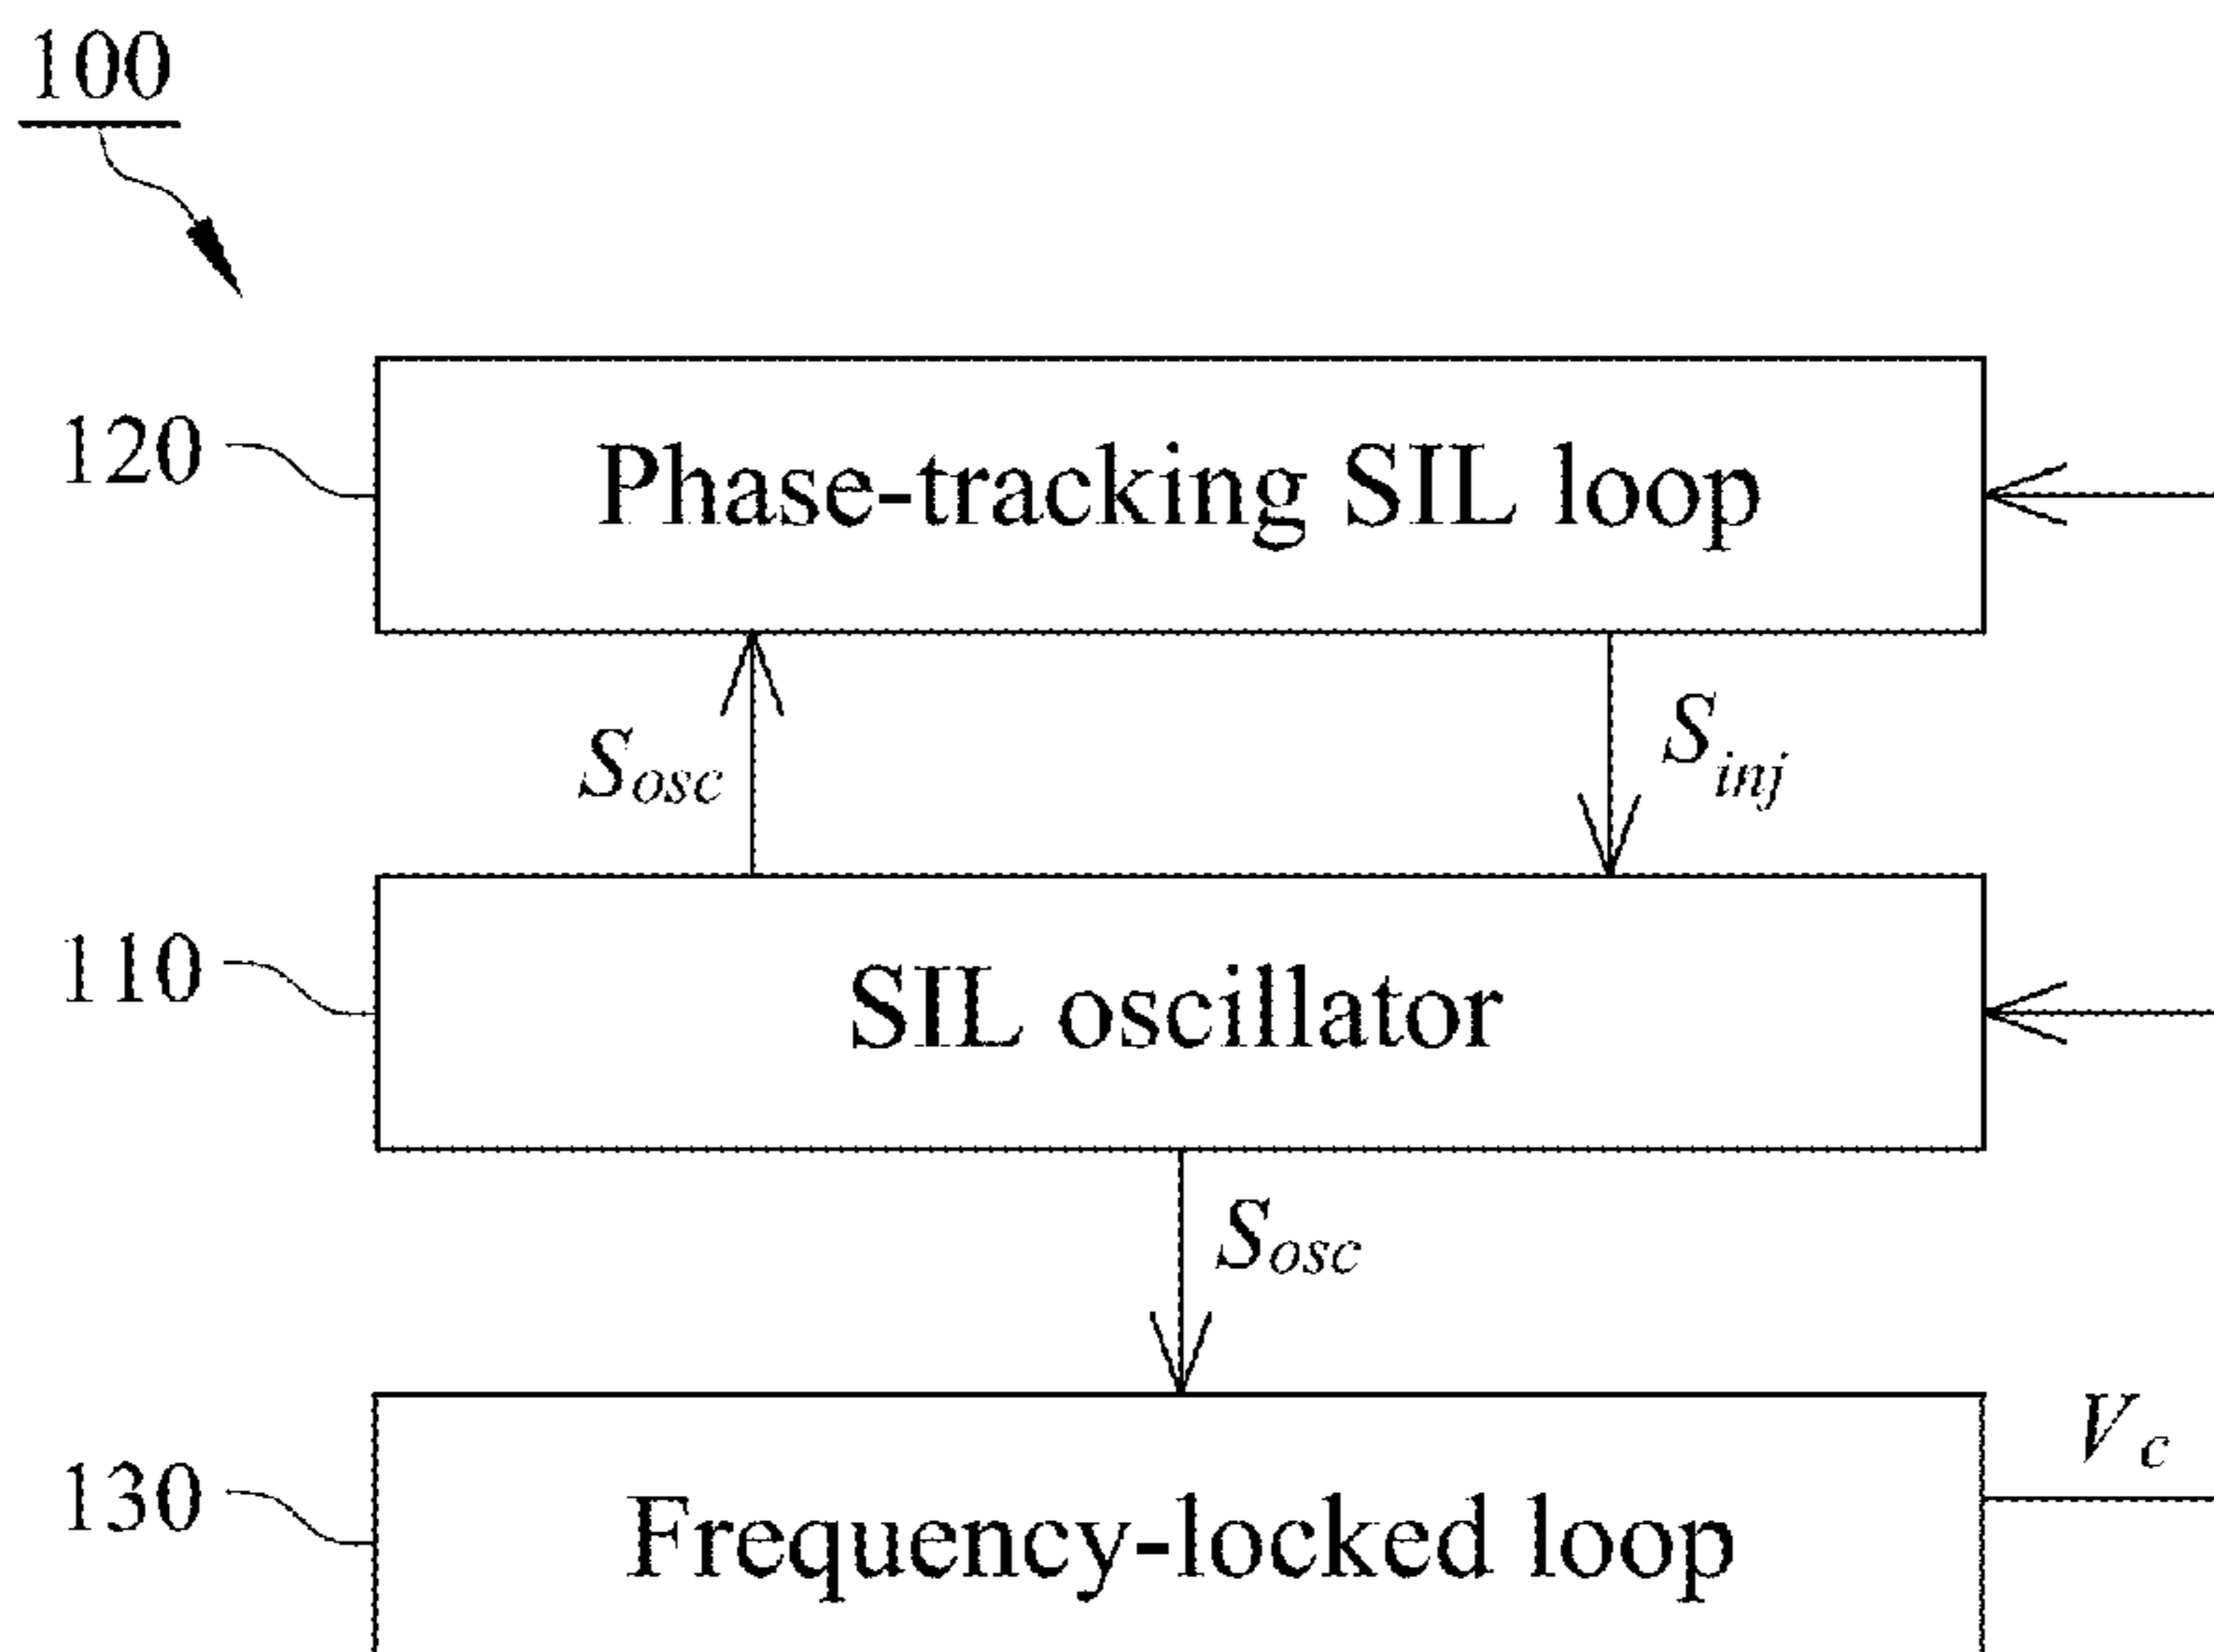 100
120
Phase-tracking SIL loop
Sosc
Sinj
110
SIL oscillator
Sosc
Vc
130
Frequency-locked loop